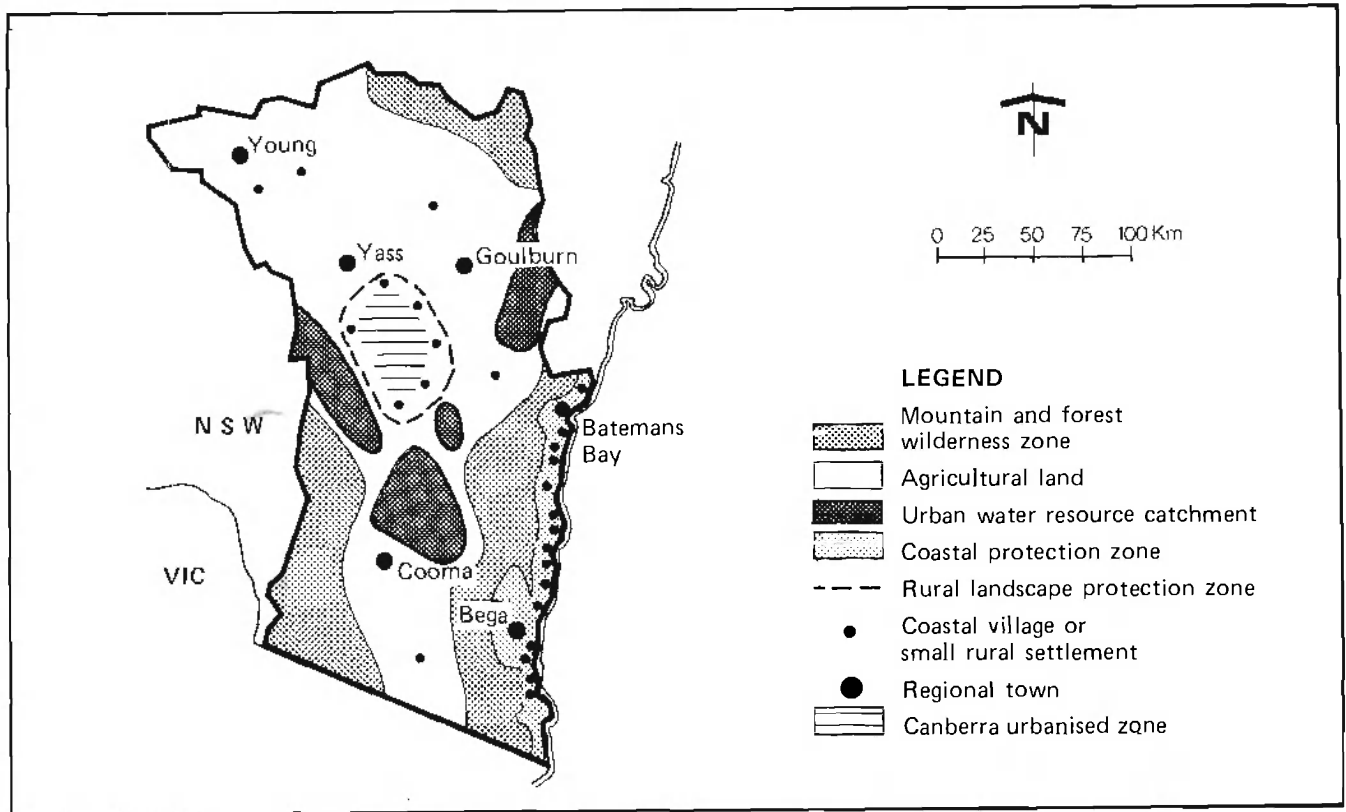 Young
Yass
Goulburn
NSW
Batemans
Bay
VIC
Cooma
Bega
N
0 25 50 75 100 Km
LEGEND
Mountain and forest
wilderness zone
Agricultural land
Urban water resource catchment
Coastal protection zone
Rural landscape protection zone
Coastal village or
small rural settlement
Regional town
Canberra urbanised zone